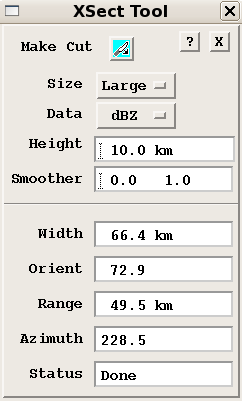 XSect Tool
Make Cut ? X
Size Large
Data dBZ
Height 10.0 km
Smoother 0.0 1.0
Width 66.4 km
Orient 72.9
Range 49.5 km
Azimuth 228.5
Status Done